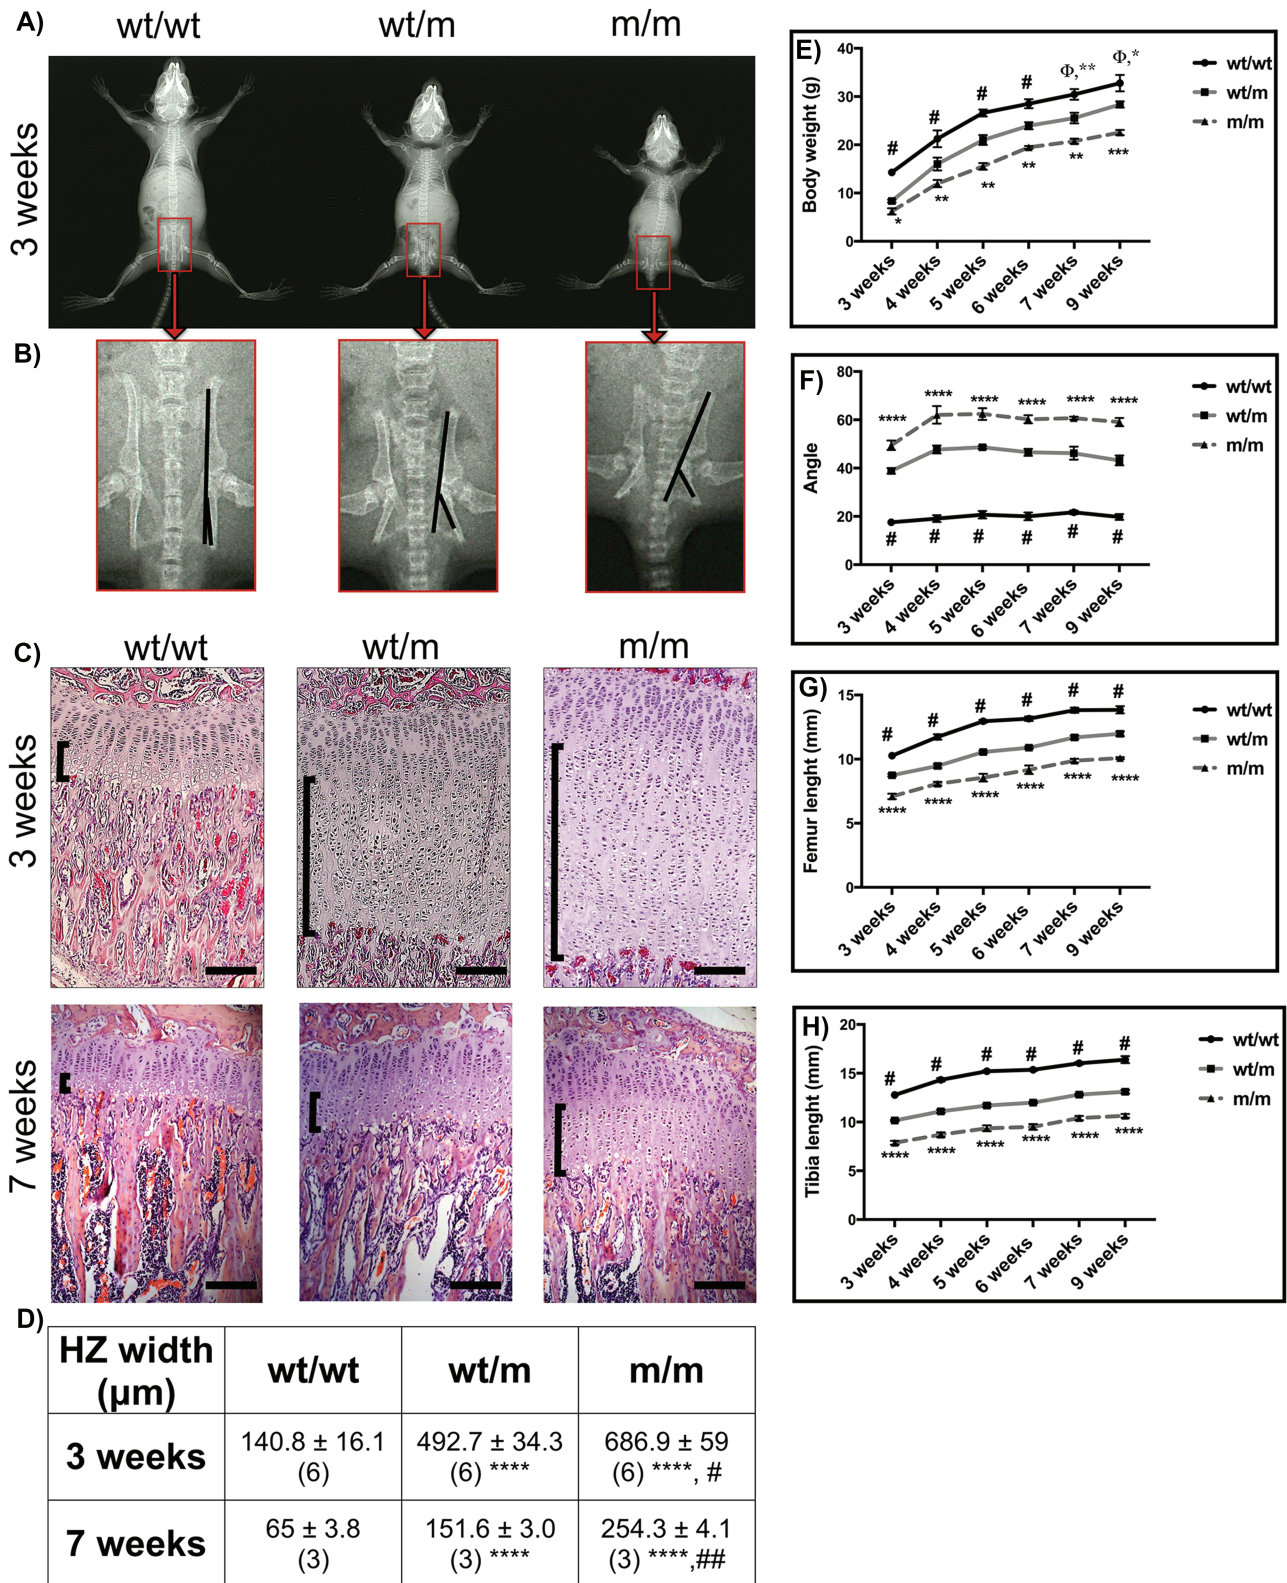 A)
wt/wt
wt/m
m/m
3 weeks
B)
C)
wt/wt
wt/m
m/m
3 weeks
7 weeks
D)
HZ width (µm)
wt/wt
wt/m
m/m
3 weeks
140.8 ± 16.1 (6)
492.7 ± 34.3 (6) ****
686.9 ± 59 (6) ****, #
7 weeks
65 ± 3.8 (3)
151.6 ± 3.0 (3) ****
254.3 ± 4.1 (3) ****,##
E)
Body weight (g)
40
30
20
10
0
# # # # Φ,** Φ,*
* ** ** ** ** ***
3 weeks
4 weeks
5 weeks
6 weeks
7 weeks
9 weeks
wt/wt
wt/m
m/m
F)
Angle
80
60
40
20
0
**** **** **** **** **** ****
# # # # # #
3 weeks
4 weeks
5 weeks
6 weeks
7 weeks
9 weeks
wt/wt
wt/m
m/m
G)
Femur lenght (mm)
15
10
5
0
# # # # # #
**** **** **** **** **** ****
3 weeks
4 weeks
5 weeks
6 weeks
7 weeks
9 weeks
wt/wt
wt/m
m/m
H)
Tibia lenght (mm)
20
15
10
5
0
# # # # # #
**** **** **** **** **** ****
3 weeks
4 weeks
5 weeks
6 weeks
7 weeks
9 weeks
wt/wt
wt/m
m/m